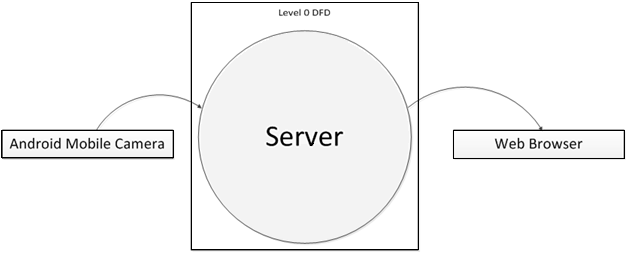 Level 0 DFD
Android Mobile Camera
Server
Web Browser